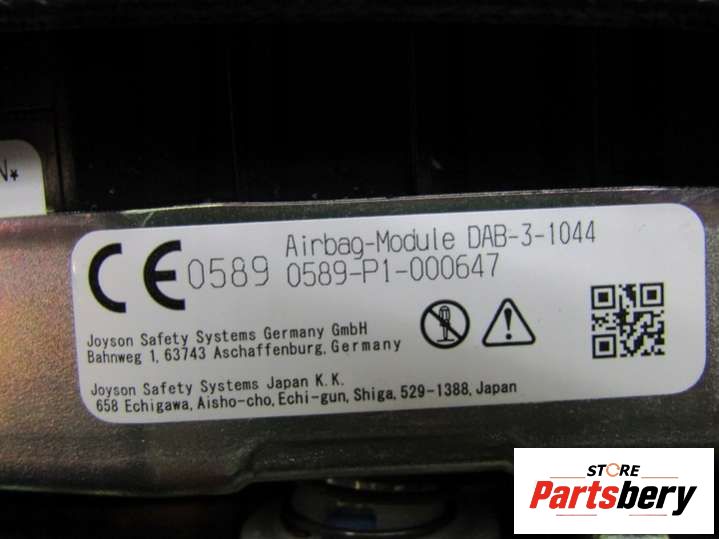 N*
CE 0589 Airbag-Module DAB-3-1044
0589-P1-000647
Joyson Safety Systems Germany GmbH
Bahnweg 1, 63743 Aschaffenburg, Germany
Joyson Safety Systems Japan K.K.
658 Echigawa, Aisho-cho, Echi-gun, Shiga, 529-1388, Japan
STORE
Partsbery